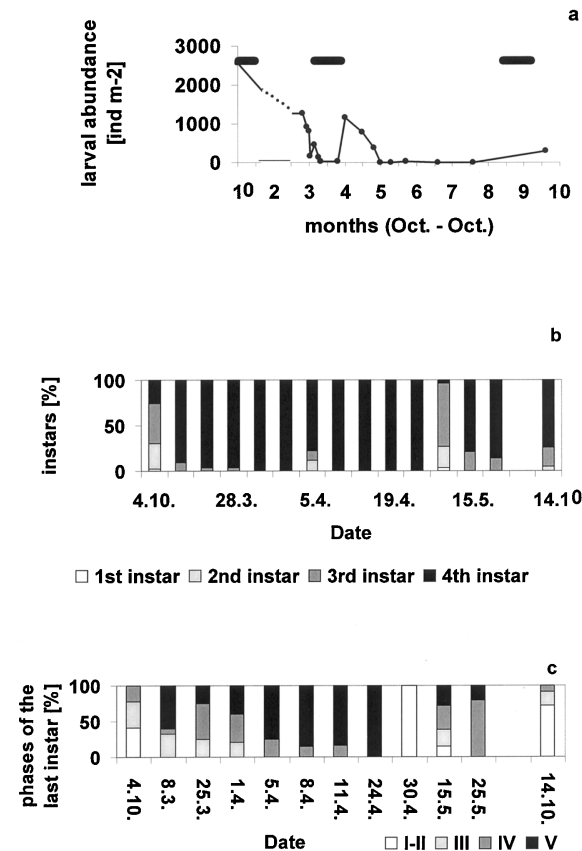 a
larval abundance
[ind m-2]
3000
2000
1000
0
10 2 3 4 5 6 7 8 9 10
months (Oct. - Oct.)
b
instars [%]
100
50
0
4.10. 28.3. 5.4. 19.4. 15.5. 14.10
Date
1st instar 2nd instar 3rd instar 4th instar
c
phases of the
last instar [%]
100
50
0
4.10. 8.3. 25.3. 1.4. 5.4. 8.4. 11.4. 24.4. 30.4. 15.5. 25.5. 14.10.
Date
I-II III IV V